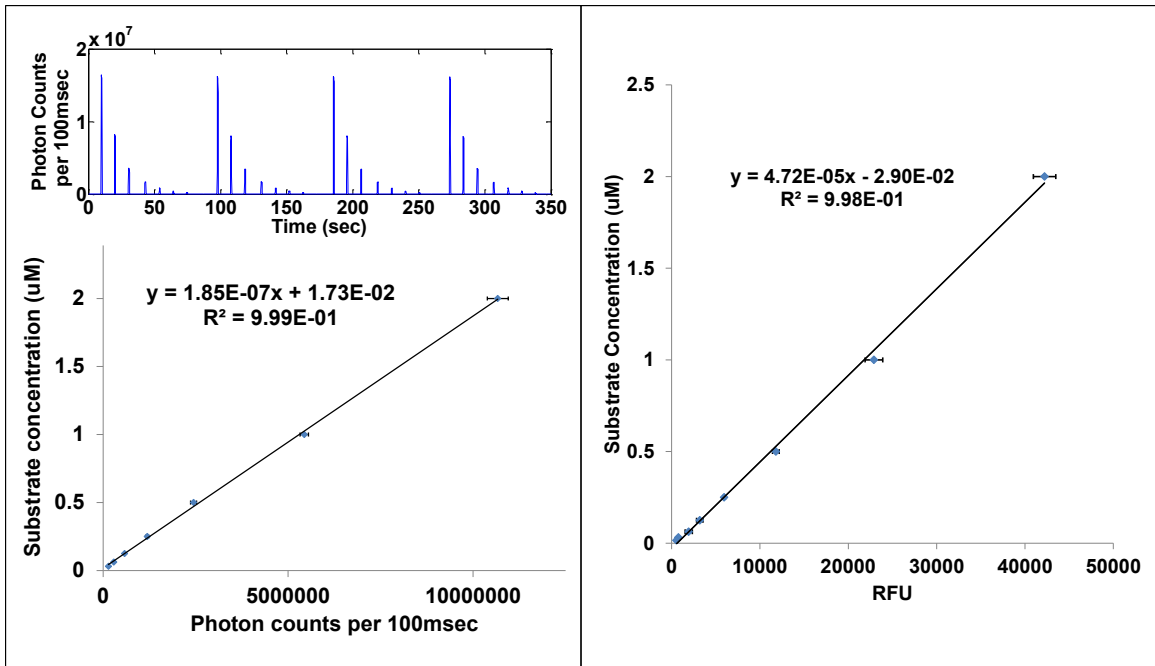 2 x 10⁷
2
1
0
Photon Counts
per 100msec
0 50 100 150 200 250 300 350
Time (sec)
y = 1.85E-07x + 1.73E-02
R² = 9.99E-01
2
1.5
1
0.5
0
Substrate concentration (uM)
0 5000000 10000000
Photon counts per 100msec
2.5
2
1.5
1
0.5
0
Substrate Concentration (uM)
y = 4.72E-05x - 2.90E-02
R² = 9.98E-01
0 10000 20000 30000 40000 50000
RFU